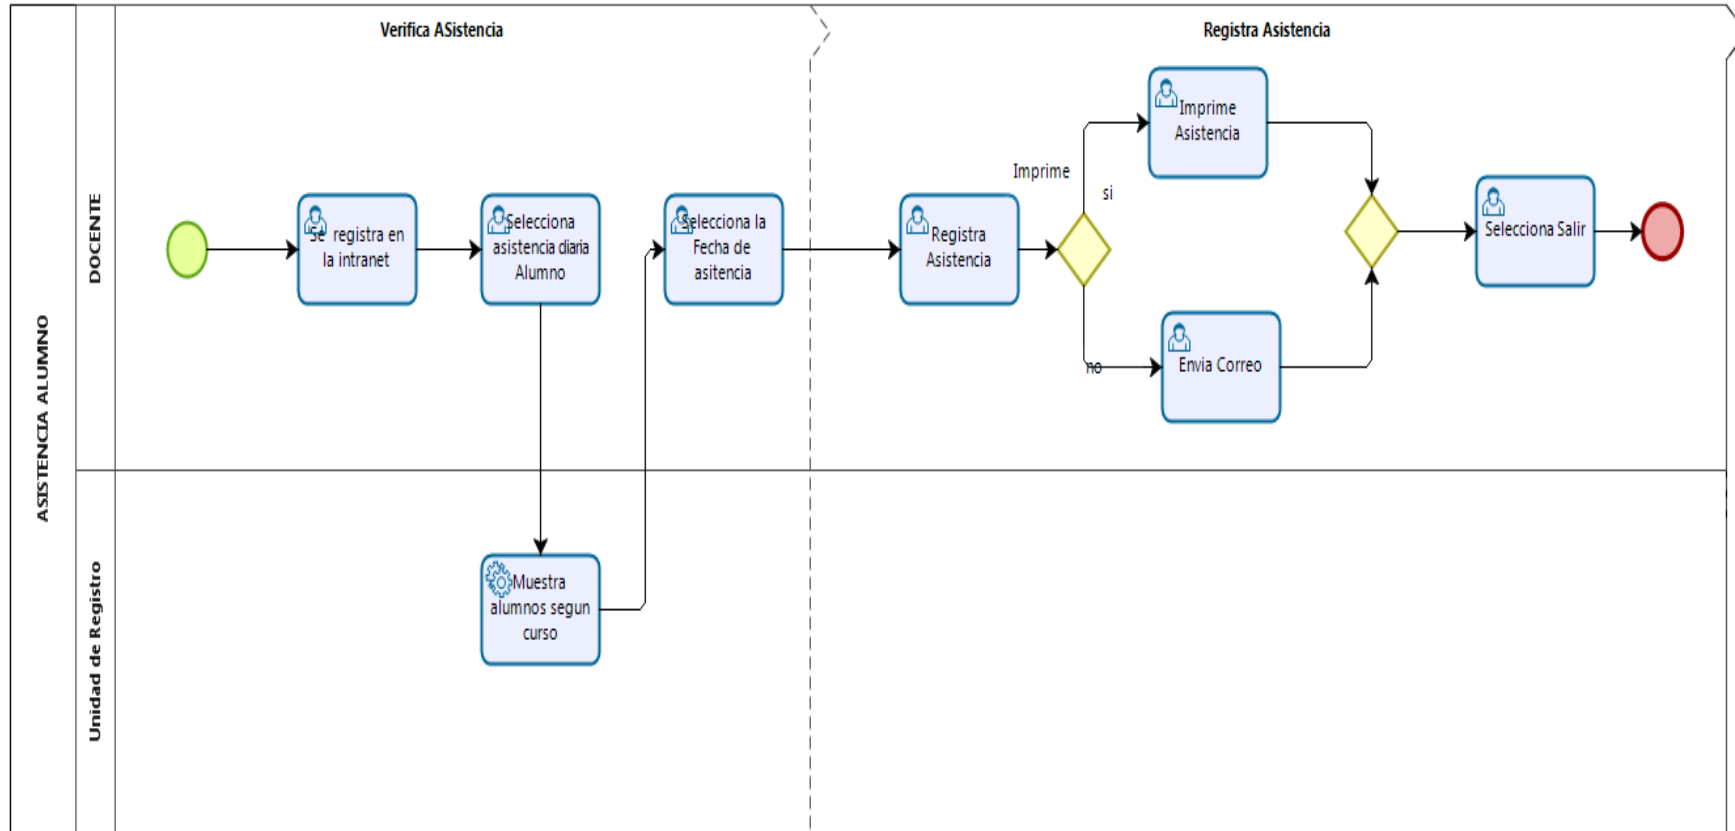 Verifica ASistencia
Registra Asistencia
ASISTENCIA ALUMNO
DOCENTE
Se registra en
la intranet
Selecciona
asistencia diaria
Alumno
Selecciona la
Fecha de
asitencia
Registra
Asistencia
Imprime
si
no
Imprime
Asistencia
Envia Correo
Selecciona Salir
Unidad de Registro
Muestra
alumnos segun
curso